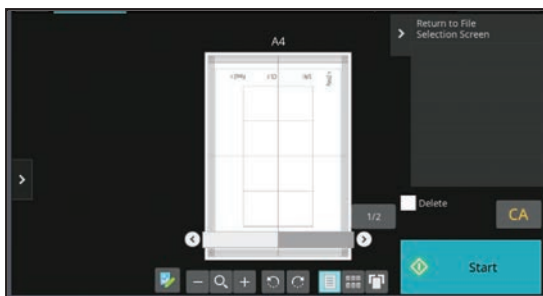 A4
Return to File
Selection Screen
1/2
Delete
CA
Start